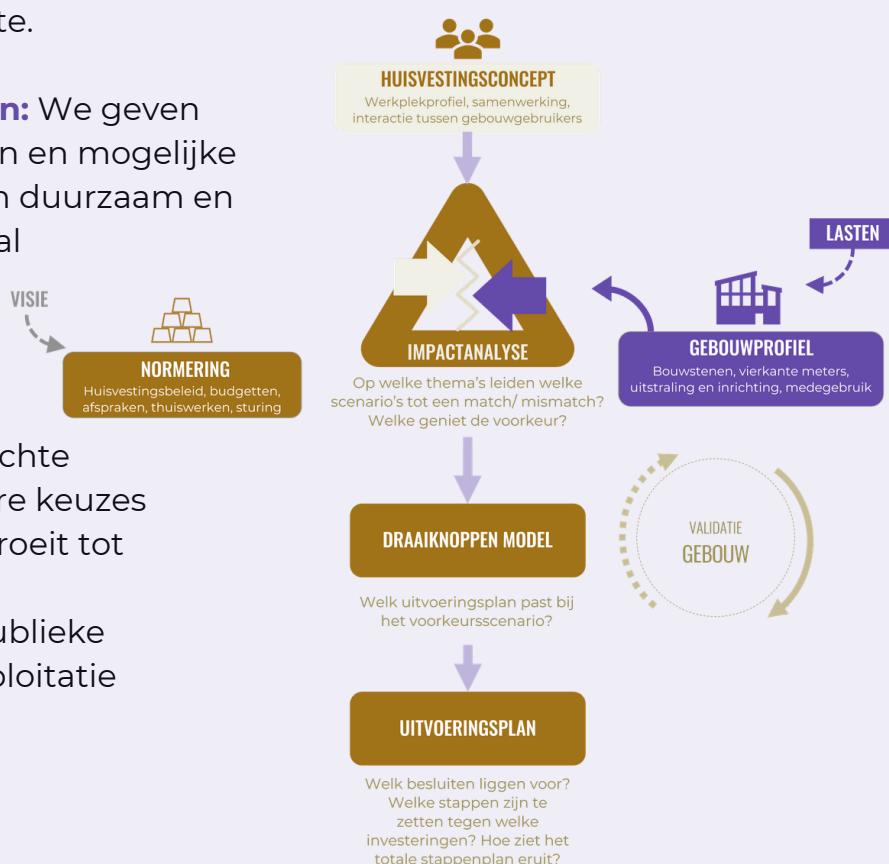 te.
n: We geven
n en mogelijke
n duurzaam en
al
chte
re keuzes
roeit tot
ublieke
ploitatie
HUISVESTINGSCONCEPT
Werkplekprofiel, samenwerking,
interactie tussen gebouwgebruikers
VISIE
NORMERING
Huisvestingsbeleid, budgetten,
afspraken, thuiswerken, sturing
IMPACTANALYSE
Op welke thema's leiden welke
scenario's tot een match/ mismatch?
Welke geniet de voorkeur?
LASTEN
GEBOUWPROFIEL
Bouwstenen, vierkante meters,
uitstraling en inrichting, medegebruik
DRAAIKNOPPEN MODEL
Welk uitvoeringsplan past bij
het voorkeursscenario?
VALIDATIE
GEBOUW
UITVOERINGSPLAN
Welk besluiten liggen voor?
Welke stappen zijn te
zetten tegen welke
investeringen? Hoe ziet het
totale stappenplan eruit?